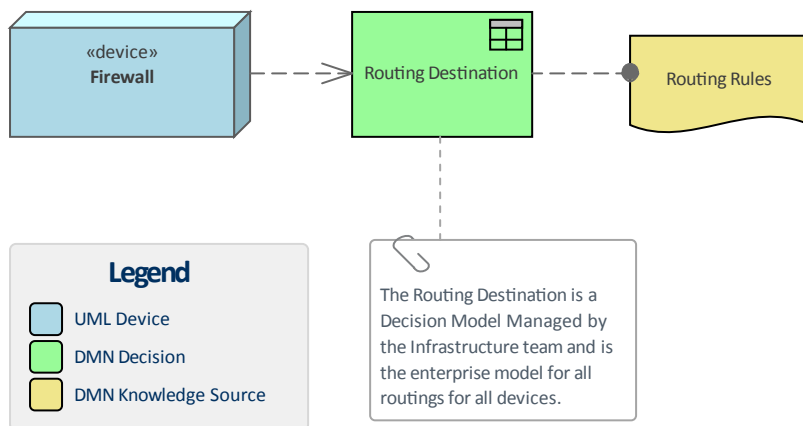 «device»
Firewall
Routing Destination
Routing Rules
Legend
UML Device
DMN Decision
DMN Knowledge Source
The Routing Destination is a
Decision Model Managed by
the Infrastructure team and is
the enterprise model for all
routings for all devices.